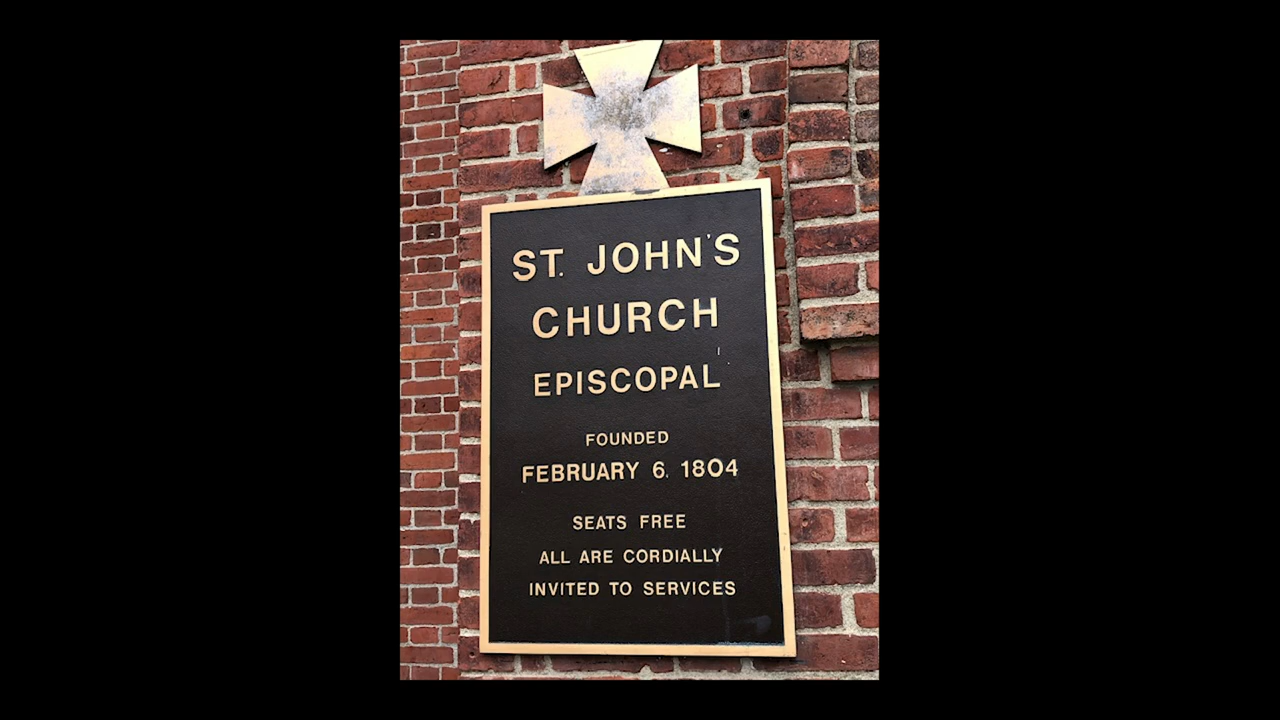 ST. JOHN'S
CHURCH
EPISCOPAL
FOUNDED
FEBRUARY 6, 1804
SEATS FREE
ALL ARE CORDIALLY
INVITED TO SERVICES